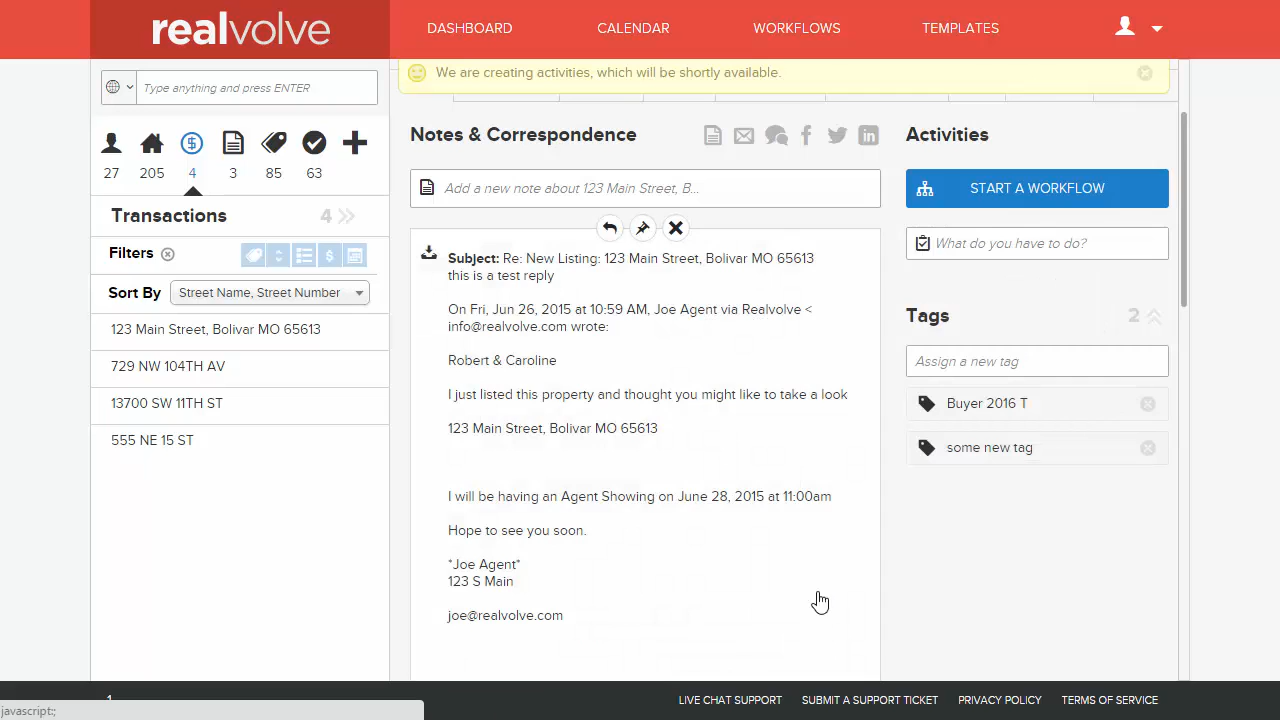 realvolve
DASHBOARD
CALENDAR
WORKFLOWS
TEMPLATES
We are creating activities, which will be shortly available.
Type anything and press ENTER
27
205
4
3
85
63
Transactions
4
Filters
Sort By
Street Name, Street Number
123 Main Street, Bolivar MO 65613
729 NW 104TH AV
13700 SW 11TH ST
555 NE 15 ST
Notes & Correspondence
Add a new note about 123 Main Street, B...
Subject: Re: New Listing: 123 Main Street, Bolivar MO 65613
this is a test reply
On Fri, Jun 26, 2015 at 10:59 AM, Joe Agent via Realvolve <
info@realvolve.com wrote:
Robert & Caroline
I just listed this property and thought you might like to take a look
123 Main Street, Bolivar MO 65613
I will be having an Agent Showing on June 28, 2015 at 11:00am
Hope to see you soon.
*Joe Agent*
123 S Main
joe@realvolve.com
Activities
START A WORKFLOW
What do you have to do?
Tags
2
Assign a new tag
Buyer 2016 T
some new tag
LIVE CHAT SUPPORT
SUBMIT A SUPPORT TICKET
PRIVACY POLICY
TERMS OF SERVICE
javascript:;